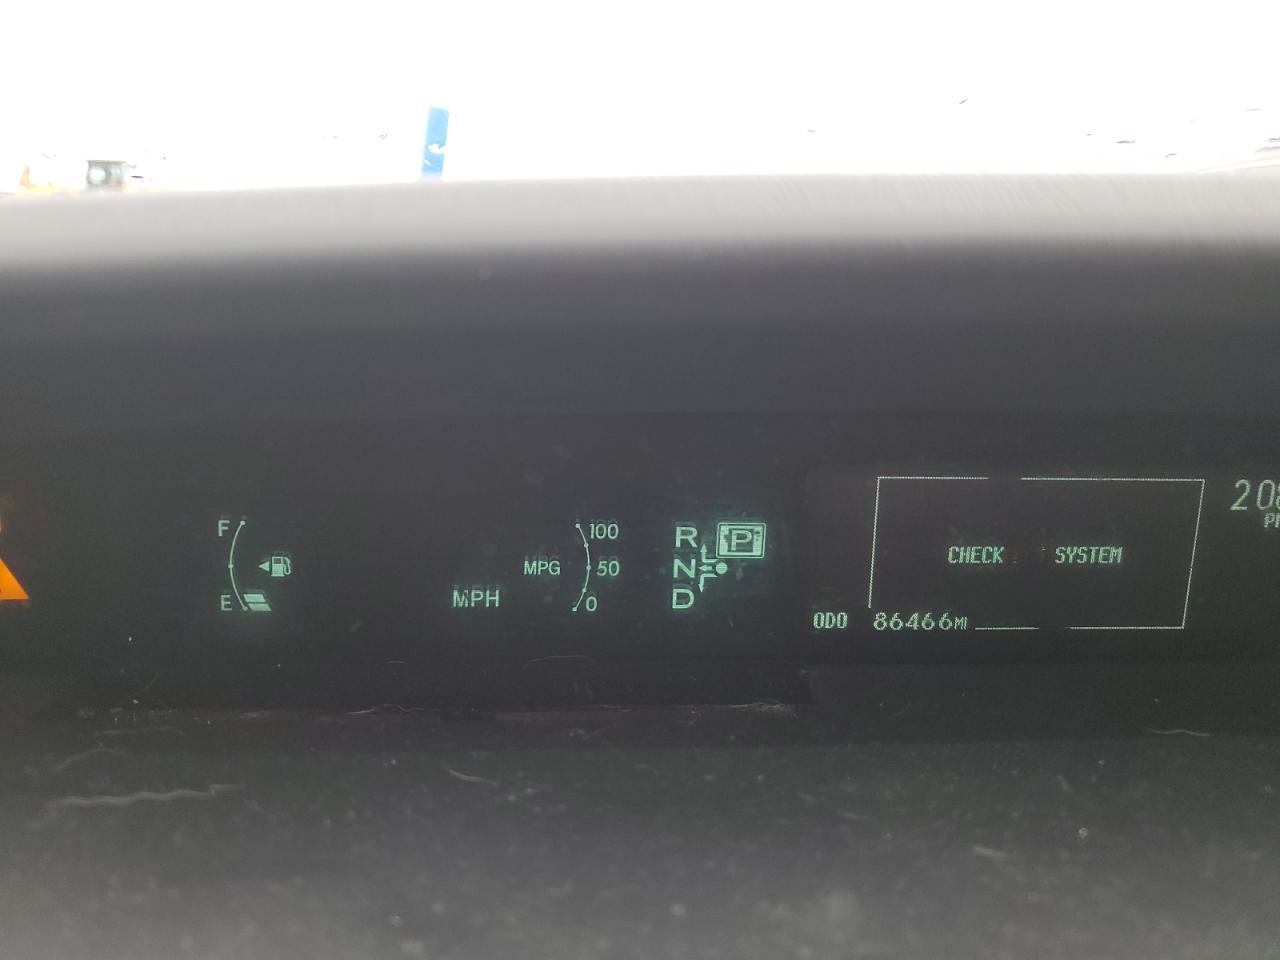 F
E
MPH
MPG
100
50
0
R
P
N
D
CHECK SYSTEM
ODO 86466MI